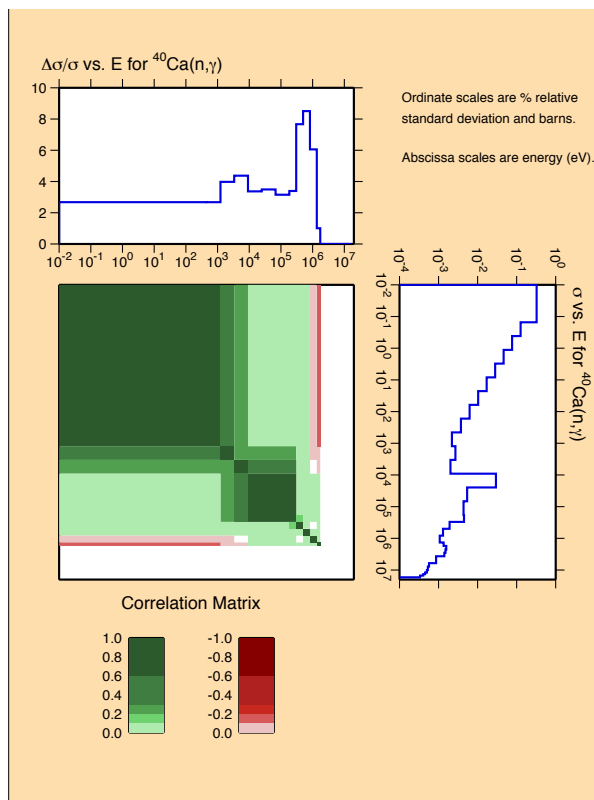 Δσ/σ vs. E for ⁴⁰Ca(n,γ)
10
8
6
4
2
0
10⁻² 10⁻¹ 10⁰ 10¹ 10² 10³ 10⁴ 10⁵ 10⁶ 10⁷
Ordinate scales are % relative
standard deviation and barns.
Abscissa scales are energy (eV).
10⁻⁴ 10⁻³ 10⁻² 10⁻¹ 10⁰
σ vs. E for ⁴⁰Ca(n,γ)
10⁻²
10⁻¹
10⁰
10¹
10²
10³
10⁴
10⁵
10⁶
10⁷
Correlation Matrix
1.0 -1.0
0.8 -0.8
0.6 -0.6
0.4 -0.4
0.2 -0.2
0.0 0.0